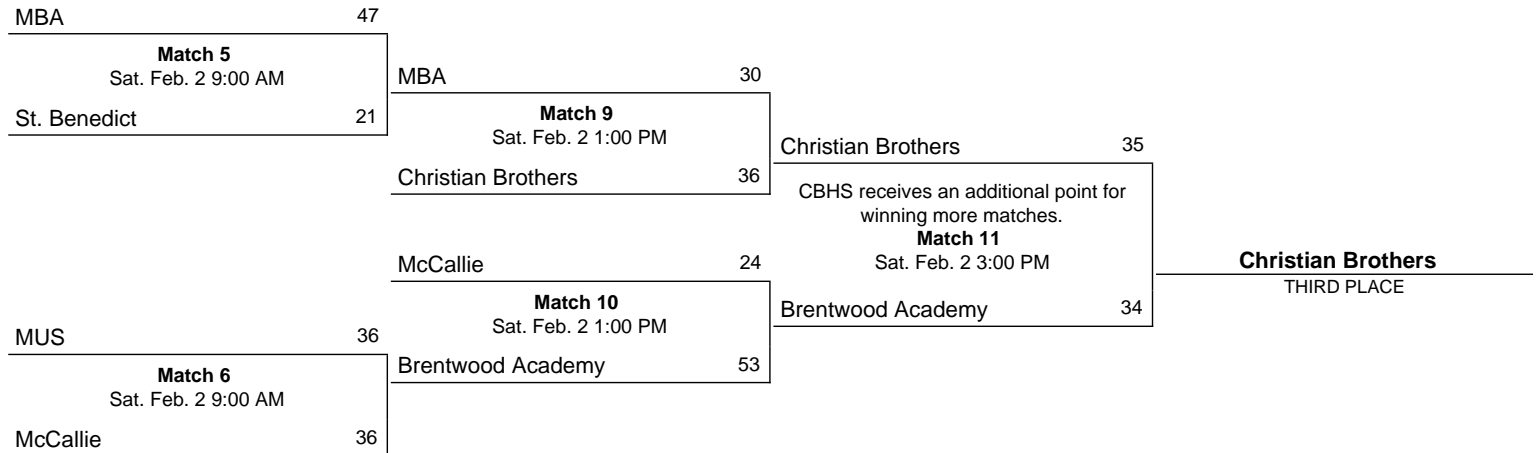 MBA 47
Match 5
Sat. Feb. 2 9:00 AM
St. Benedict 21
MBA 30
Match 9
Sat. Feb. 2 1:00 PM
Christian Brothers 36
Christian Brothers 35
CBHS receives an additional point for
winning more matches.
Match 11
Sat. Feb. 2 3:00 PM
Brentwood Academy 34
Christian Brothers
THIRD PLACE
McCallie 24
Match 10
Sat. Feb. 2 1:00 PM
Brentwood Academy 53
MUS 36
Match 6
Sat. Feb. 2 9:00 AM
McCallie 36